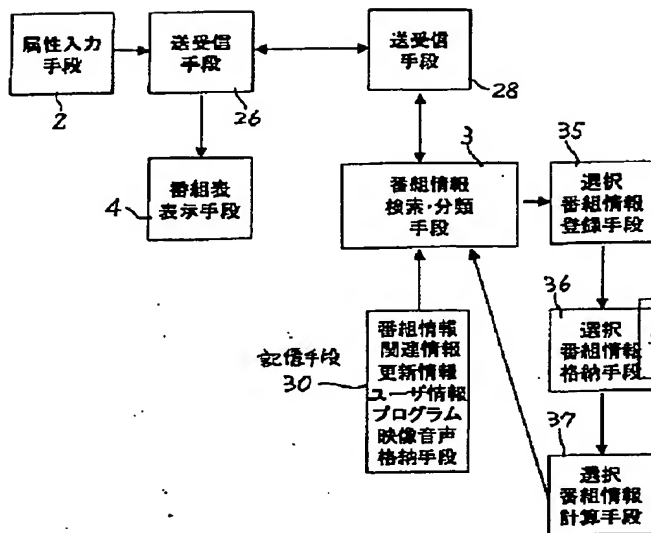 属性入力
手段
2
送受信
手段
26
送受信
手段
28
番組表
表示手段
4
3
番組情報
検索・分類
手段
35
選択
番組情報
登録手段
36
選択
番組情報
格納手段
記憶手段
30
番組情報
関連情報
更新情報
ユーザ情報
プログラム
映像音声
格納手段
37
選択
番組情報
計算手段